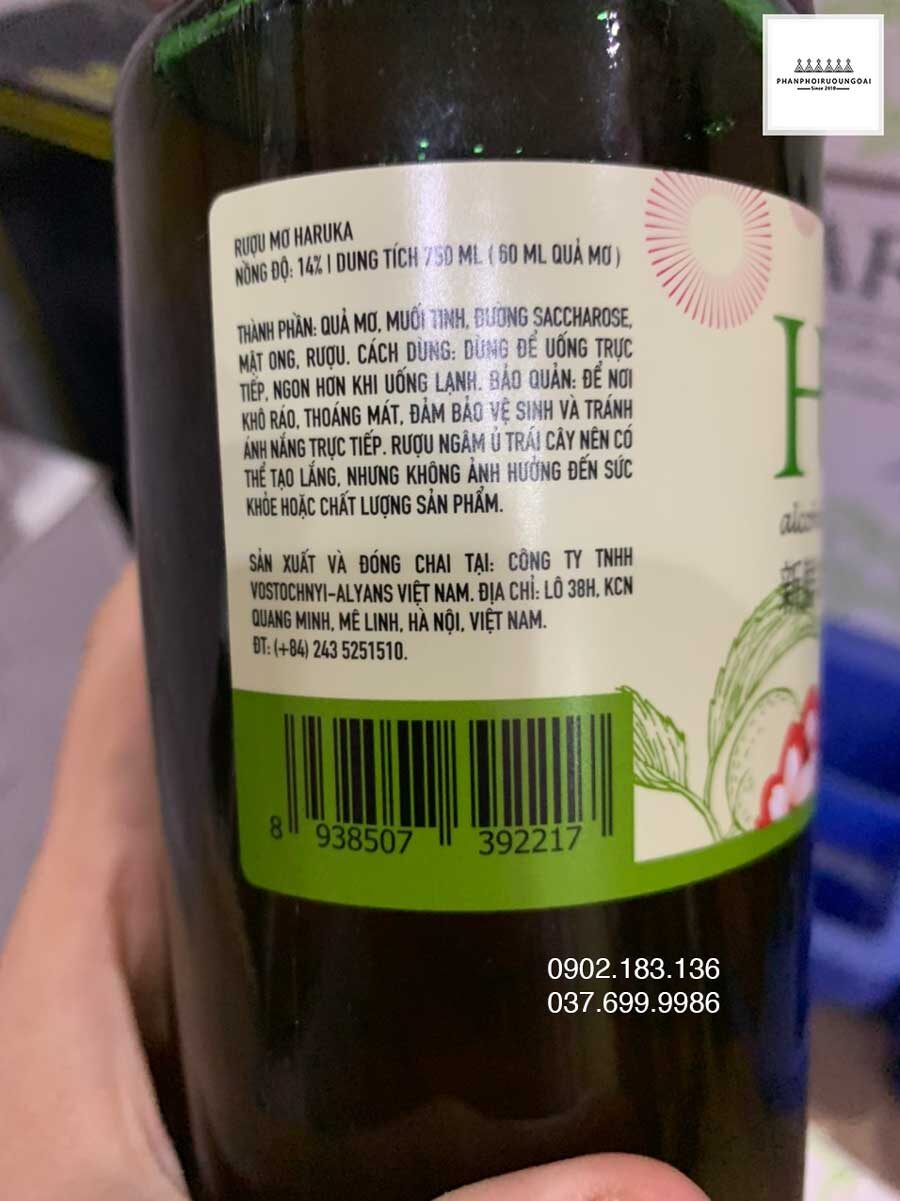 PHANPHOIRUOUNGOAI
Since 2018
RƯỢU MƠ HARUKA
NỒNG ĐỘ: 14% | DUNG TÍCH 750 ML ( 60 ML QUẢ MƠ )
THÀNH PHẦN: QUẢ MƠ, MUỐI TINH, ĐƯỜNG SACCHAROSE,
MẬT ONG, RƯỢU. CÁCH DÙNG: DÙNG ĐỂ UỐNG TRỰC
TIẾP, NGON HƠN KHI UỐNG LẠNH. BẢO QUẢN: ĐỂ NƠI
KHÔ RÁO, THOÁNG MÁT, ĐẢM BẢO VỆ SINH VÀ TRÁNH
ÁNH NẮNG TRỰC TIẾP. RƯỢU NGÂM Ủ TRÁI CÂY NÊN CÓ
THỂ TẠO LẮNG, NHƯNG KHÔNG ẢNH HƯỞNG ĐẾN SỨC
KHỎE HOẶC CHẤT LƯỢNG SẢN PHẨM.
SẢN XUẤT VÀ ĐÓNG CHAI TẠI: CÔNG TY TNHH
VOSTOCHNYI-ALYANS VIỆT NAM. ĐỊA CHỈ: LÔ 38H, KCN
QUANG MINH, MÊ LINH, HÀ NỘI, VIỆT NAM.
ĐT: (+84) 243 5251510.
8 938507 392217
H
0902.183.136
037.699.9986